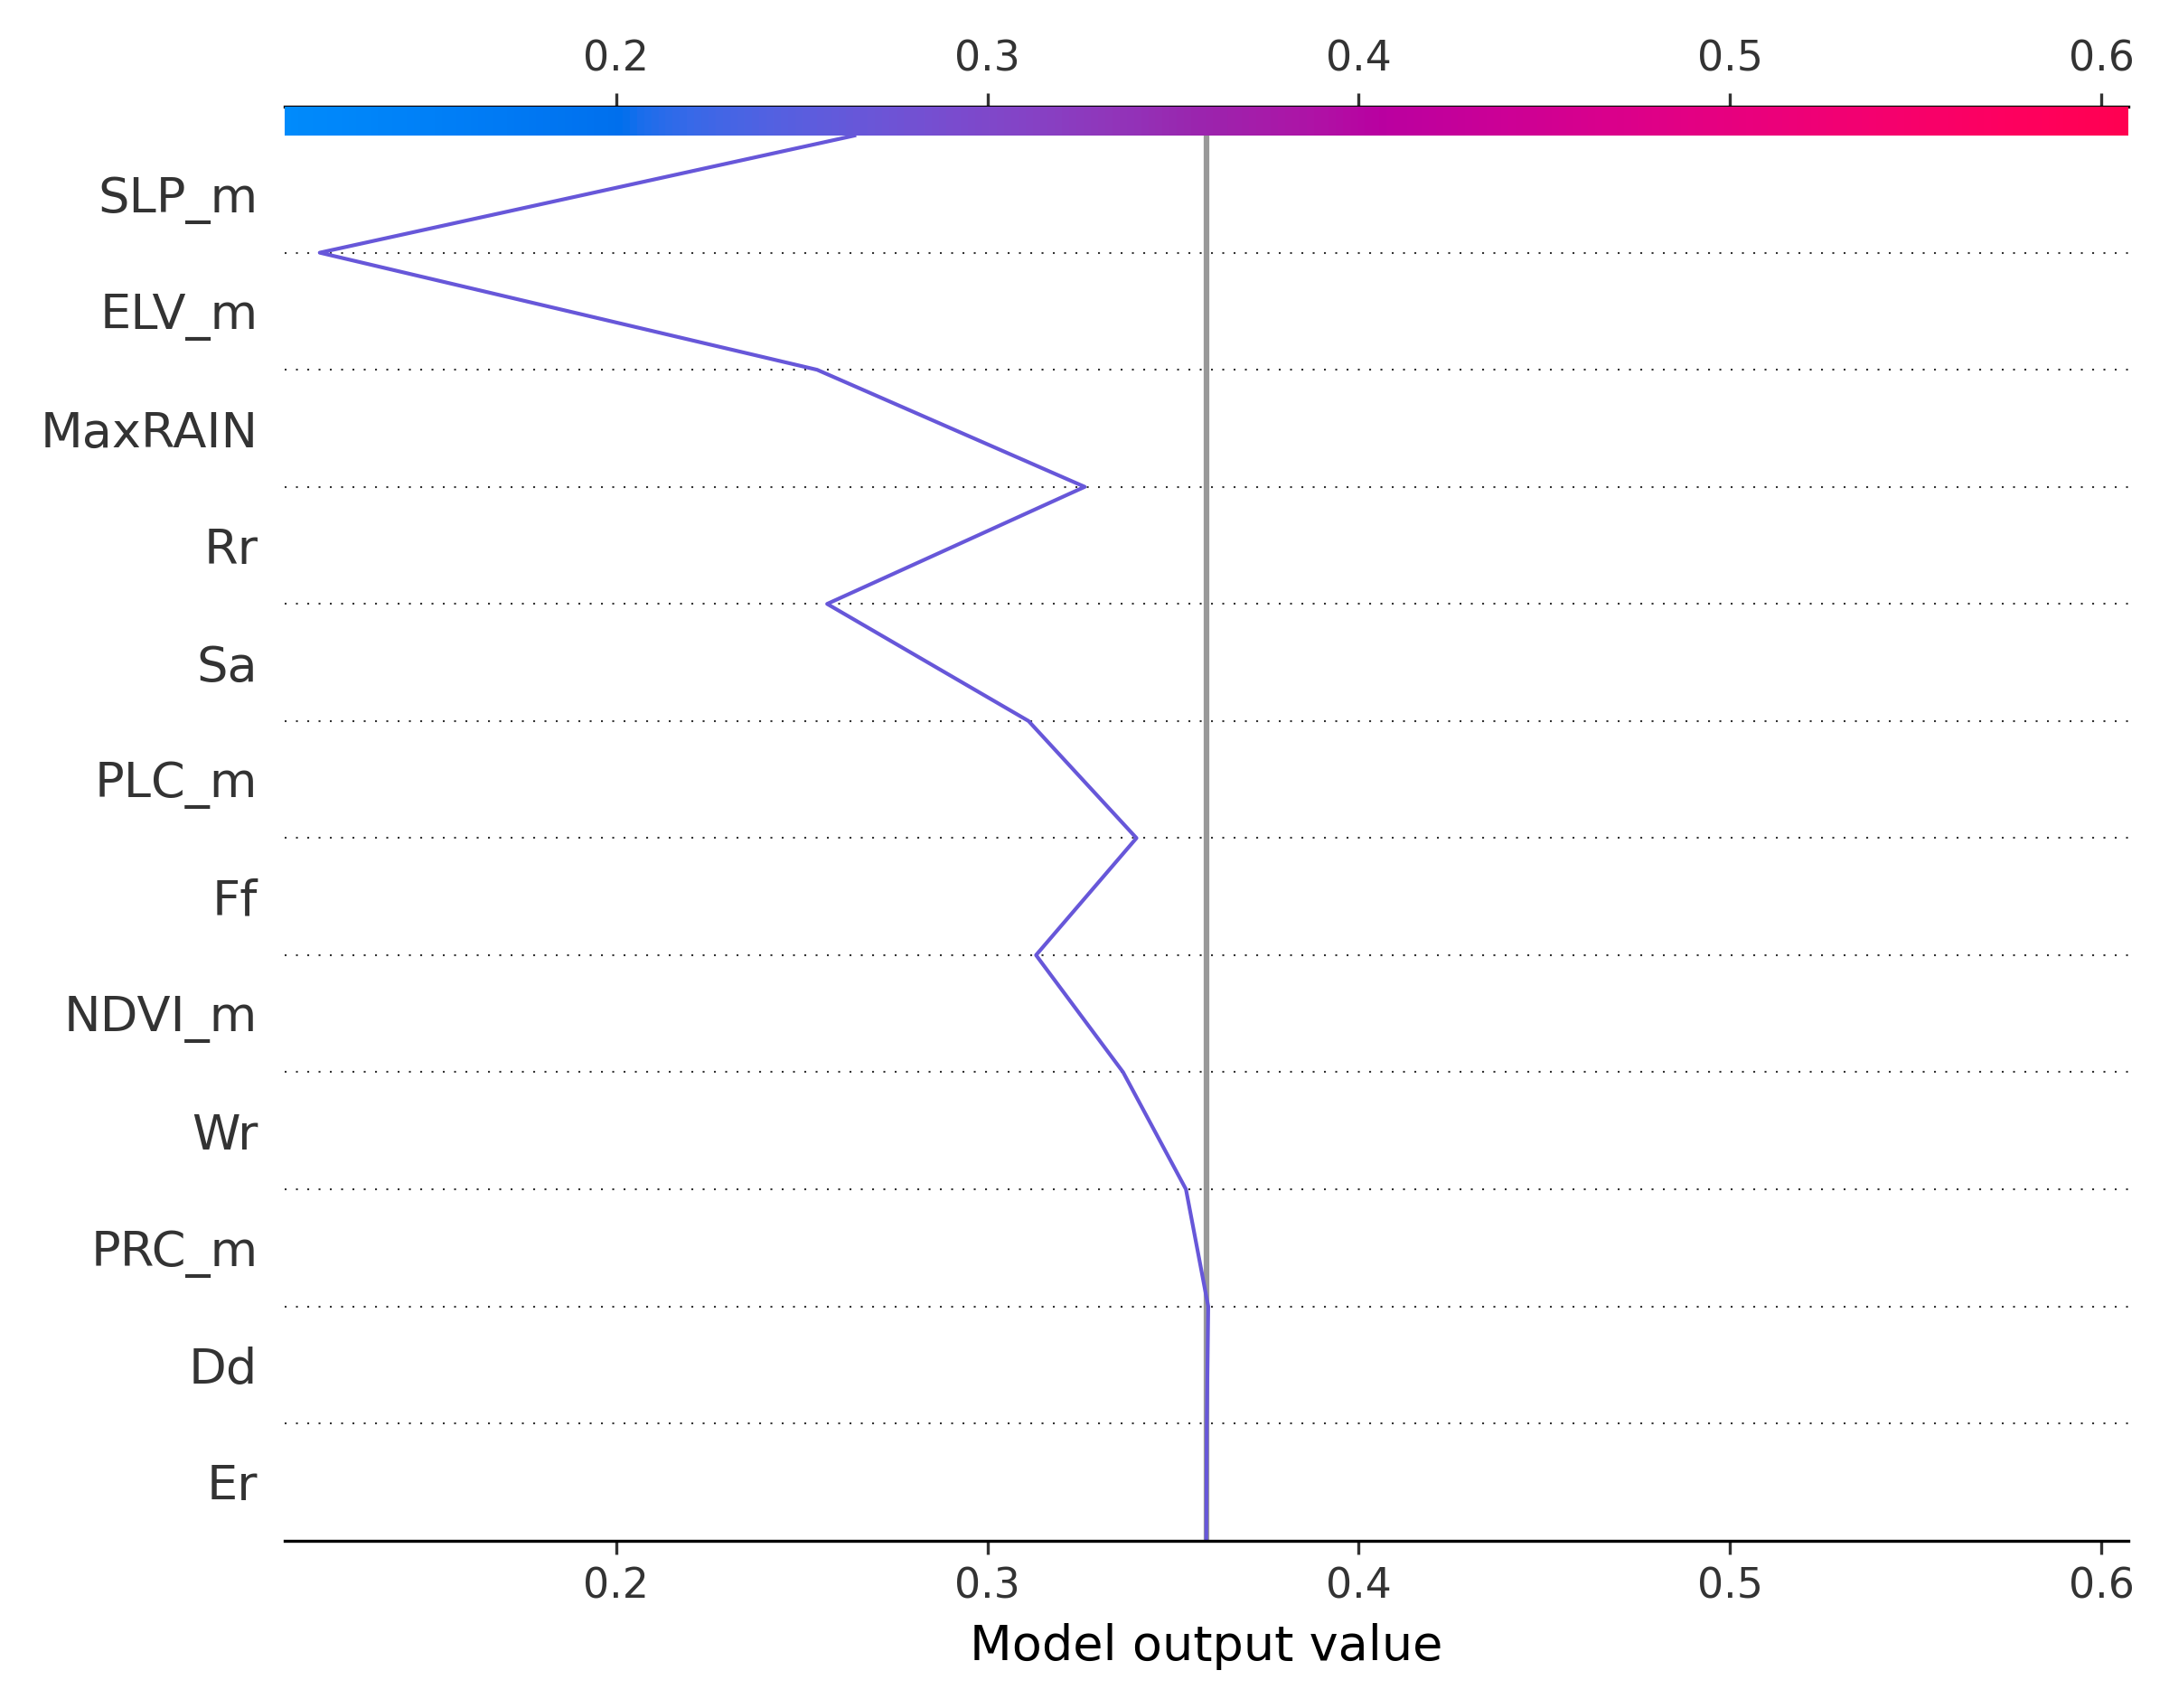 0.2 0.3 0.4 0.5 0.6
SLP_m
ELV_m
MaxRAIN
Rr
Sa
PLC_m
Ff
NDVI_m
Wr
PRC_m
Dd
Er
0.2 0.3 0.4 0.5 0.6
Model output value